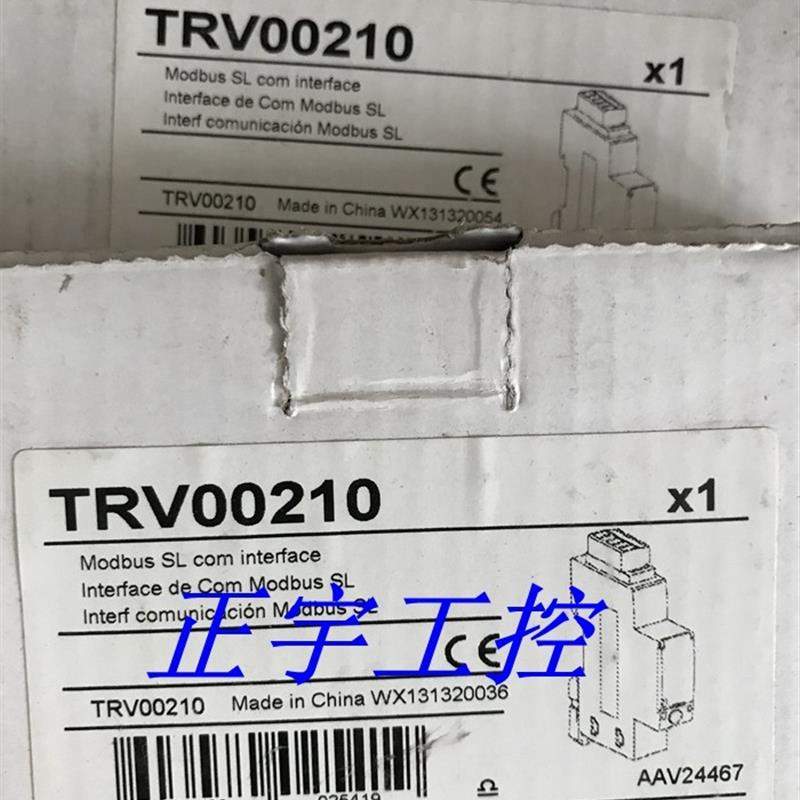 TRV00210
x1
Modbus SL com interface
Interface de Com Modbus SL
Interf comunicación Modbus SL
CE
TRV00210 Made in China WX131320054
TRV00210
x1
Modbus SL com interface
Interface de Com Modbus SL
Interf comunicación Modbus SL
正宇工控
CE
TRV00210 Made in China WX131320036
AAV24467